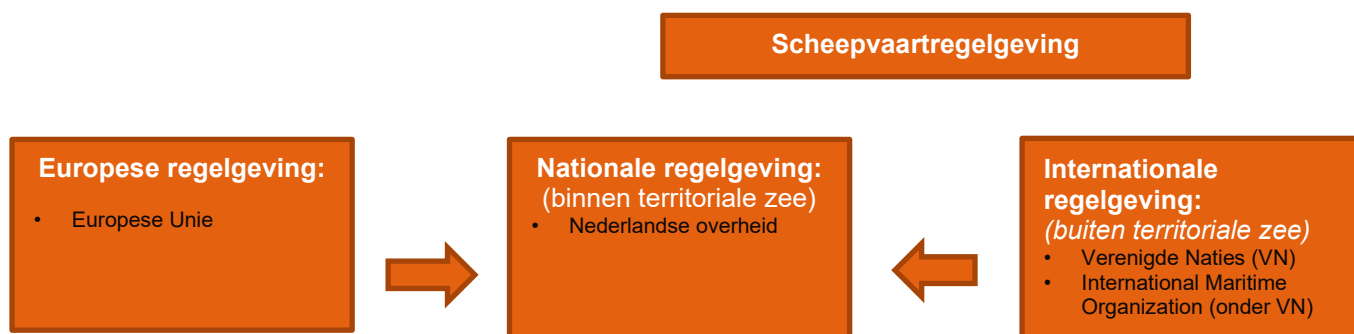 Scheepvaartregelgeving
Europese regelgeving:
• Europese Unie
Nationale regelgeving:
(binnen territoriale zee)
• Nederlandse overheid
Internationale
regelgeving:
(buiten territoriale zee)
• Verenigde Naties (VN)
• International Maritime
Organization (onder VN)